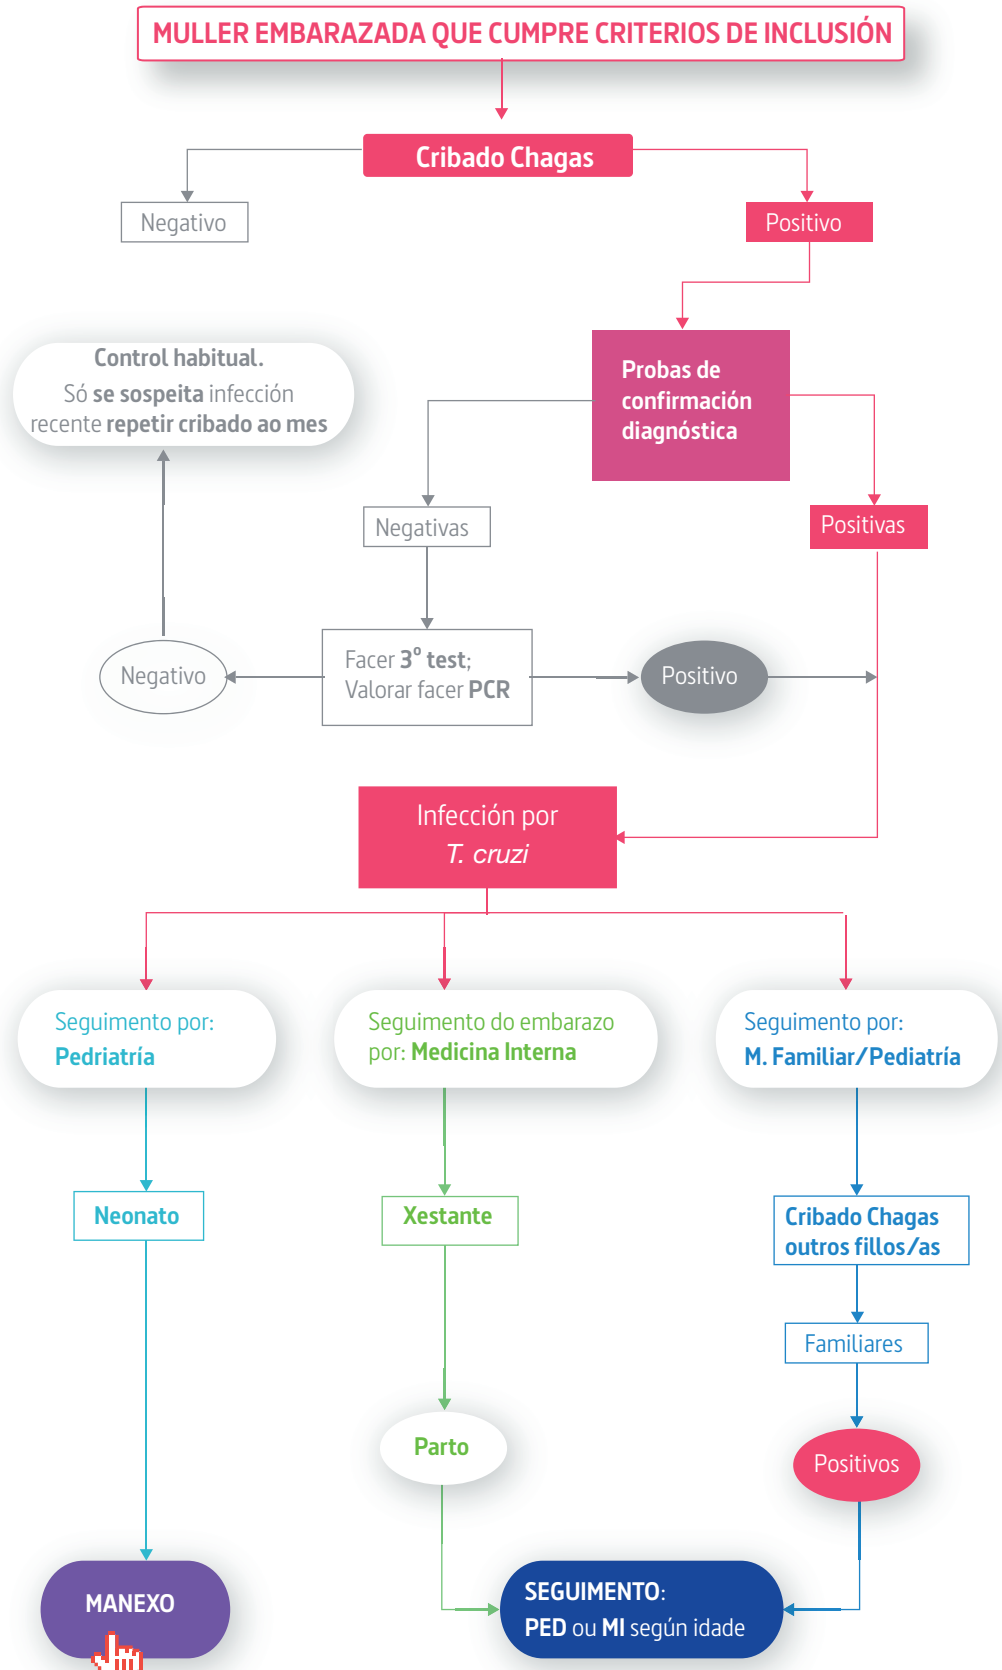 MULLER EMBARAZADA QUE CUMPRE CRITERIOS DE INCLUSIÓN
Cribado Chagas
Negativo
Positivo
Control habitual.
Só se sospeita infección
recente repetir cribado ao mes
Probas de
confirmación
diagnóstica
Negativas
Positivas
Negativo
Facer 3º test;
Valorar facer PCR
Positivo
Infección por
T. cruzi
Seguimento por:
Pedriatría
Seguimento do embarazo
por: Medicina Interna
Seguimento por:
M. Familiar/Pediatría
Neonato
Xestante
Cribado Chagas
outros fillos/as
Familiares
Parto
Positivos
MANEXO
SEGUIMENTO:
PED ou MI según idade